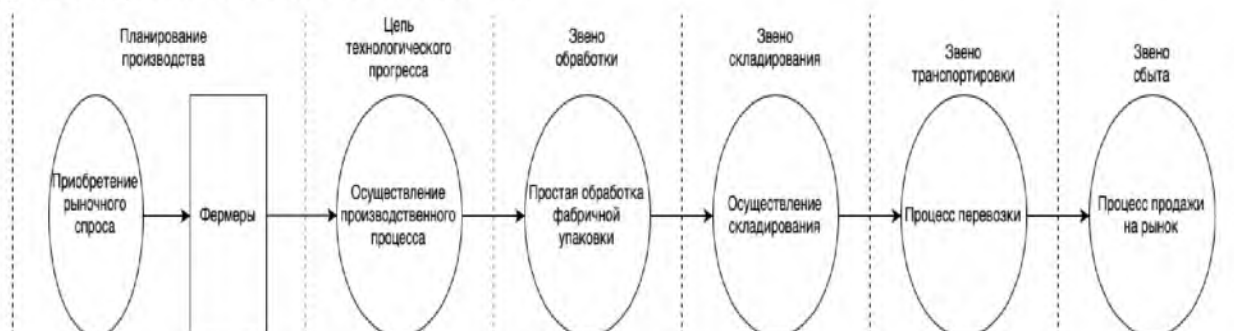 Планирование
производства
Цель
технологического
прогресса
Звено
обработки
Звено
складирования
Звено
транспортировки
Звено
сбыта
Приобретение
рыночного
спроса
Фермеры
Осуществление
производственного
процесса
Простая обработка
фабричной
упаковки
Осуществление
складирования
Процесс перевозки
Процесс продажи
на рынок